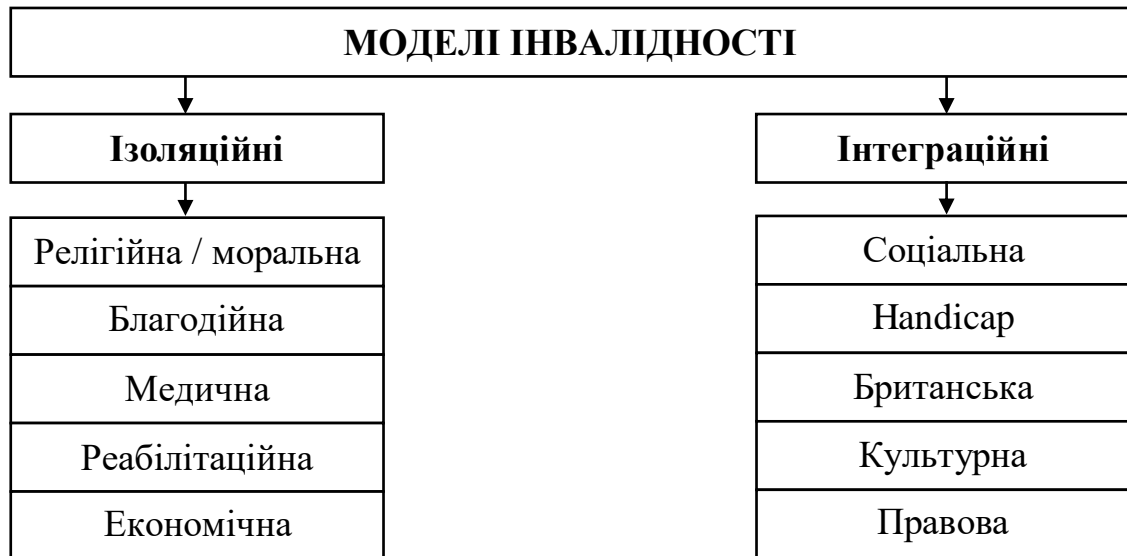 МОДЕЛІ ІНВАЛІДНОСТІ
Ізоляційні
Релігійна / моральна
Благодійна
Медична
Реабілітаційна
Економічна
Інтеграційні
Соціальна
Handicap
Британська
Культурна
Правова